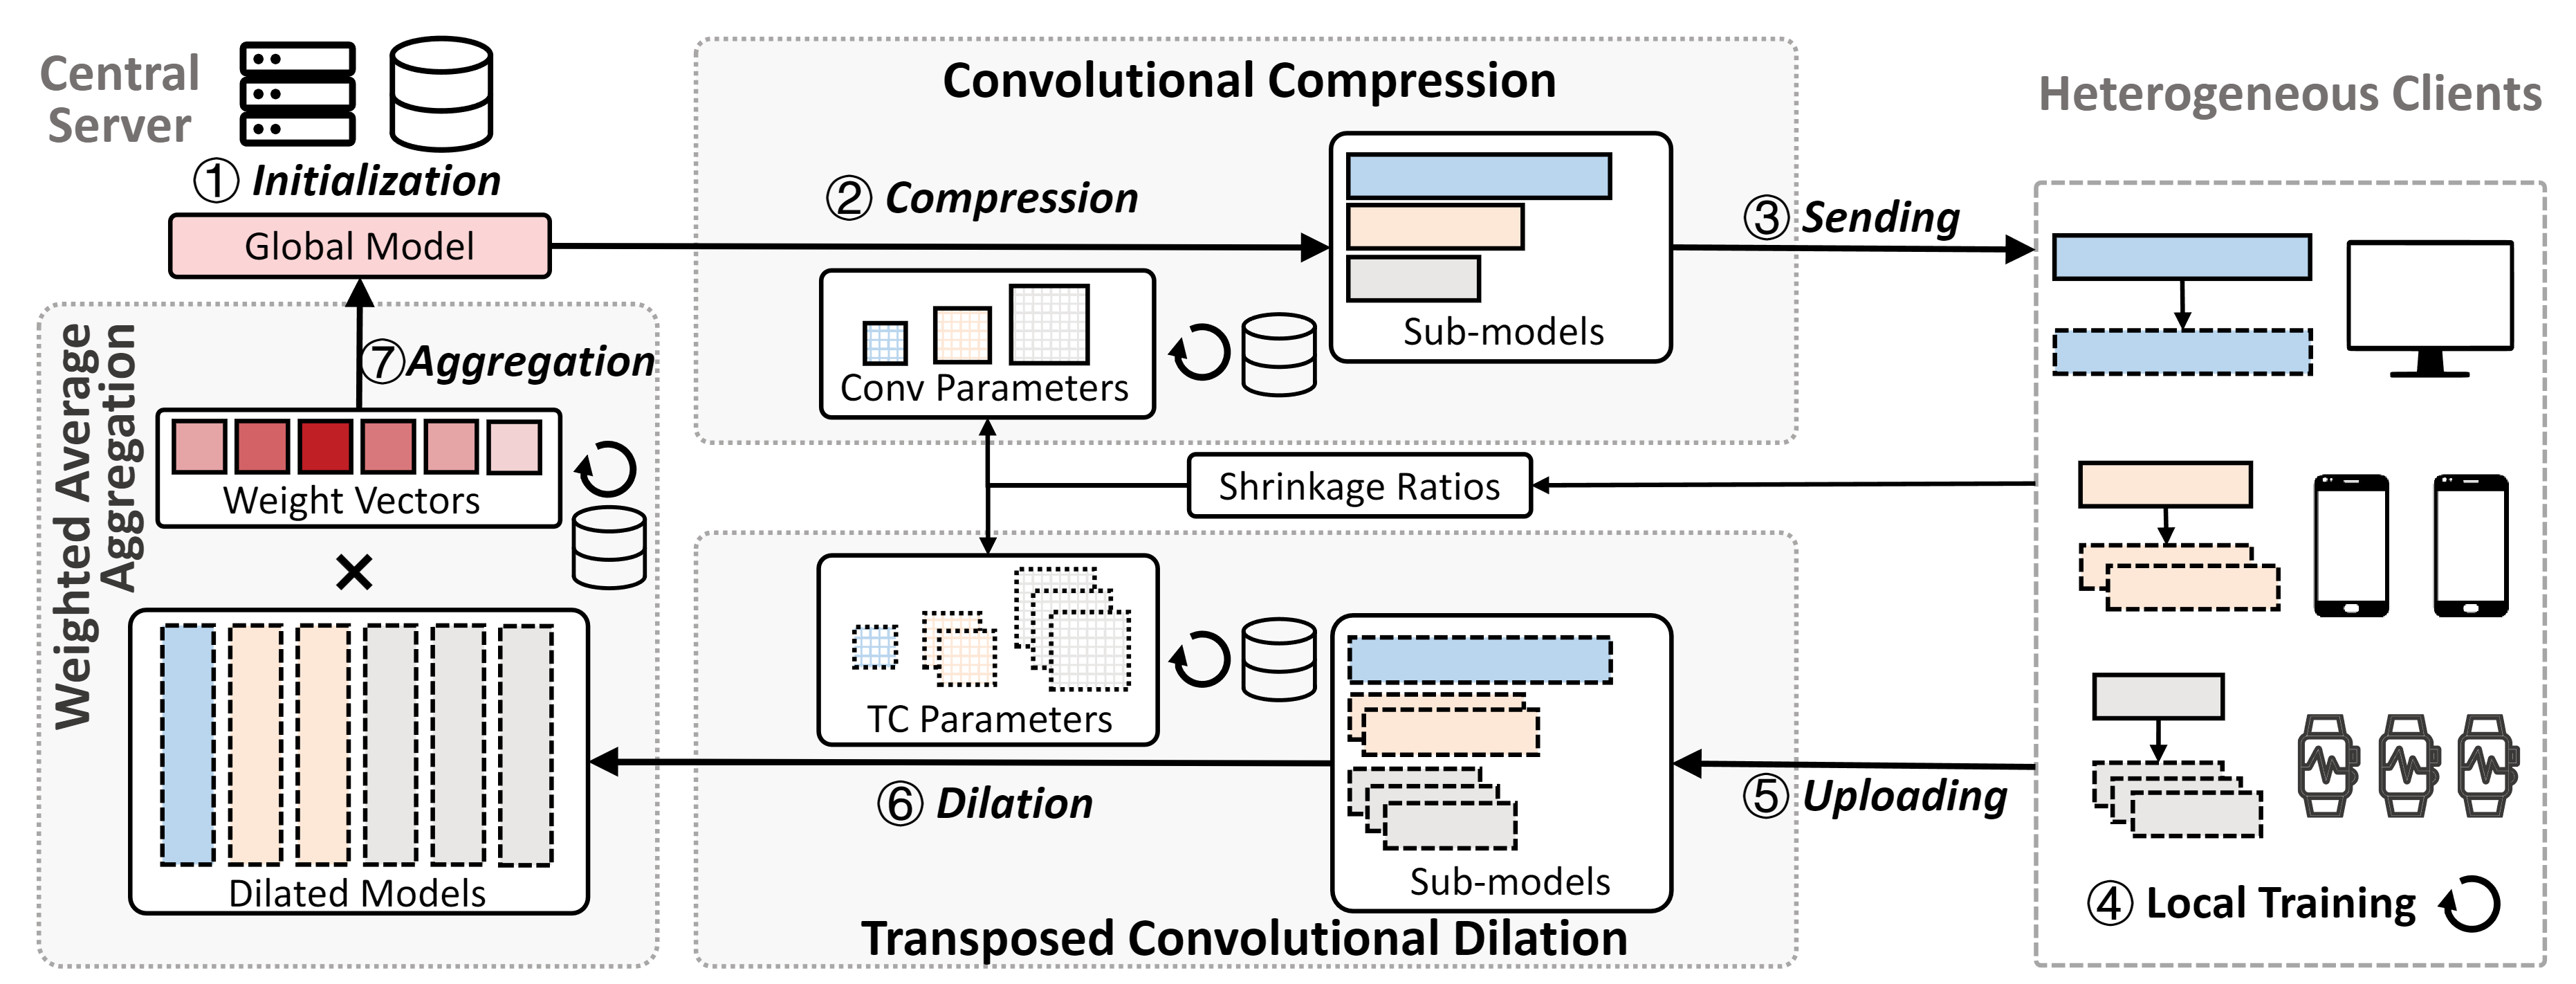 Central
Server
① Initialization
Global Model
Convolutional Compression
② Compression
Sub-models
Conv Parameters
③ Sending
Heterogeneous Clients
Shrinkage Ratios
④ Local Training
⑤ Uploading
Sub-models
TC Parameters
⑥ Dilation
Transposed Convolutional Dilation
Weighted Average
Aggregation
⑦ Aggregation
Weight Vectors
×
Dilated Models